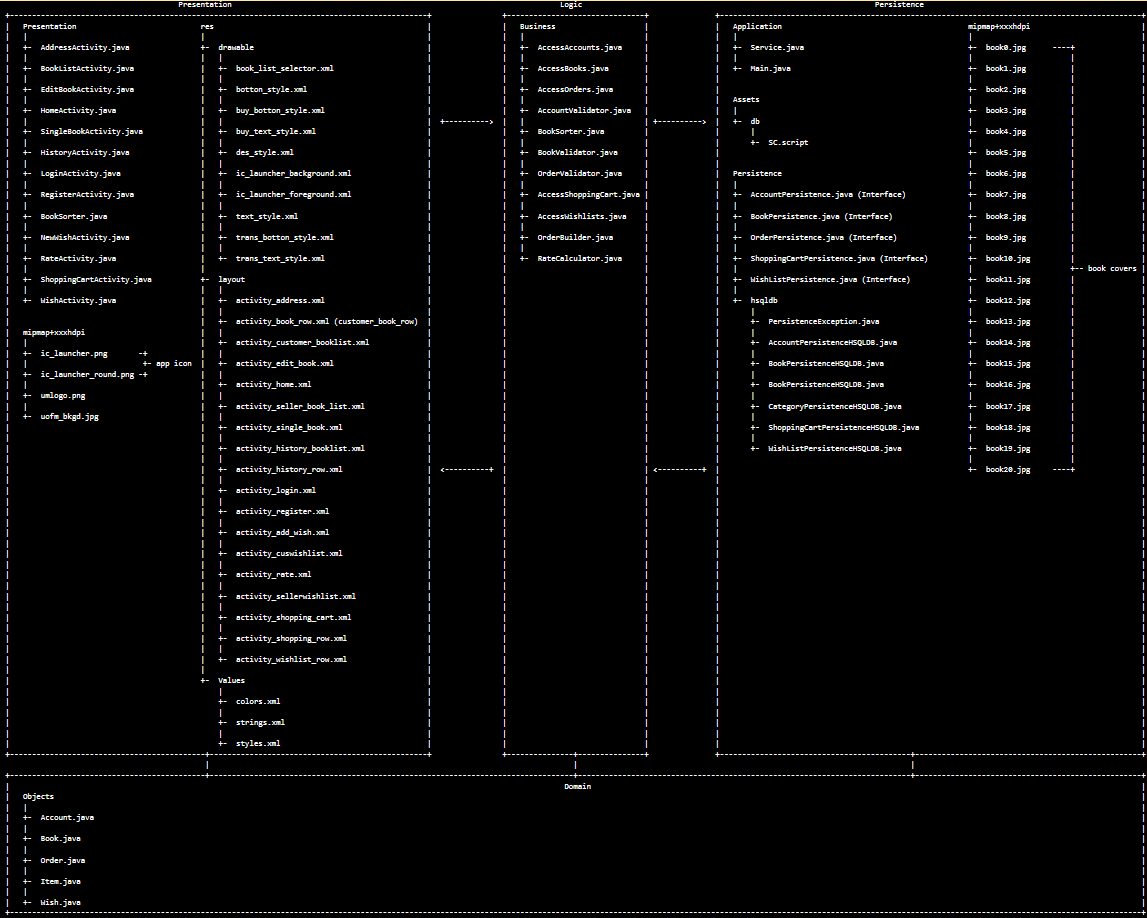 Presentation
Presentation
AddressActivity.java
BookListActivity.java
EditBookActivity.java
HomeActivity.java
SingleBookActivity.java
HistoryActivity.java
LoginActivity.java
RegisterActivity.java
BookSorter.java
NewWishActivity.java
RateActivity.java
ShoppingCartActivity.java
WishActivity.java
mipmap+xxxhdpi
ic_launcher.png
app icon
ic_launcher_round.png
umlogo.png
uofm_bkgd.jpg
res
drawable
book_list_selector.xml
botton_style.xml
buy_botton_style.xml
buy_text_style.xml
des_style.xml
ic_launcher_background.xml
ic_launcher_foreground.xml
text_style.xml
trans_botton_style.xml
trans_text_style.xml
layout
activity_address.xml
activity_book_row.xml (customer_book_row)
activity_customer_booklist.xml
activity_edit_book.xml
activity_home.xml
activity_seller_book_list.xml
activity_single_book.xml
activity_history_booklist.xml
activity_history_row.xml
activity_login.xml
activity_register.xml
activity_add_wish.xml
activity_cuswishlist.xml
activity_rate.xml
activity_sellerwishlist.xml
activity_shopping_cart.xml
activity_shopping_row.xml
activity_wishlist_row.xml
Values
colors.xml
strings.xml
styles.xml
Logic
Business
AccessAccounts.java
AccessBooks.java
AccessOrders.java
AccountValidator.java
BookSorter.java
BookValidator.java
OrderValidator.java
AccessShoppingCart.java
AccessWishlists.java
OrderBuilder.java
RateCalculator.java
Persistence
Application
Service.java
Main.java
Assets
db
SC.script
Persistence
AccountPersistence.java (Interface)
BookPersistence.java (Interface)
OrderPersistence.java (Interface)
ShoppingCartPersistence.java (Interface)
WishListPersistence.java (Interface)
hsqldb
PersistenceException.java
AccountPersistenceHSQLDB.java
BookPersistenceHSQLDB.java
BookPersistenceHSQLDB.java
CategoryPersistenceHSQLDB.java
ShoppingCartPersistenceHSQLDB.java
WishListPersistenceHSQLDB.java
mipmap+xxxhdpi
book0.jpg
book1.jpg
book2.jpg
book3.jpg
book4.jpg
book5.jpg
book6.jpg
book7.jpg
book8.jpg
book9.jpg
book10.jpg
book11.jpg
book12.jpg
book13.jpg
book14.jpg
book15.jpg
book16.jpg
book17.jpg
book18.jpg
book19.jpg
book20.jpg
book covers
Domain
Objects
Account.java
Book.java
Order.java
Item.java
Wish.java